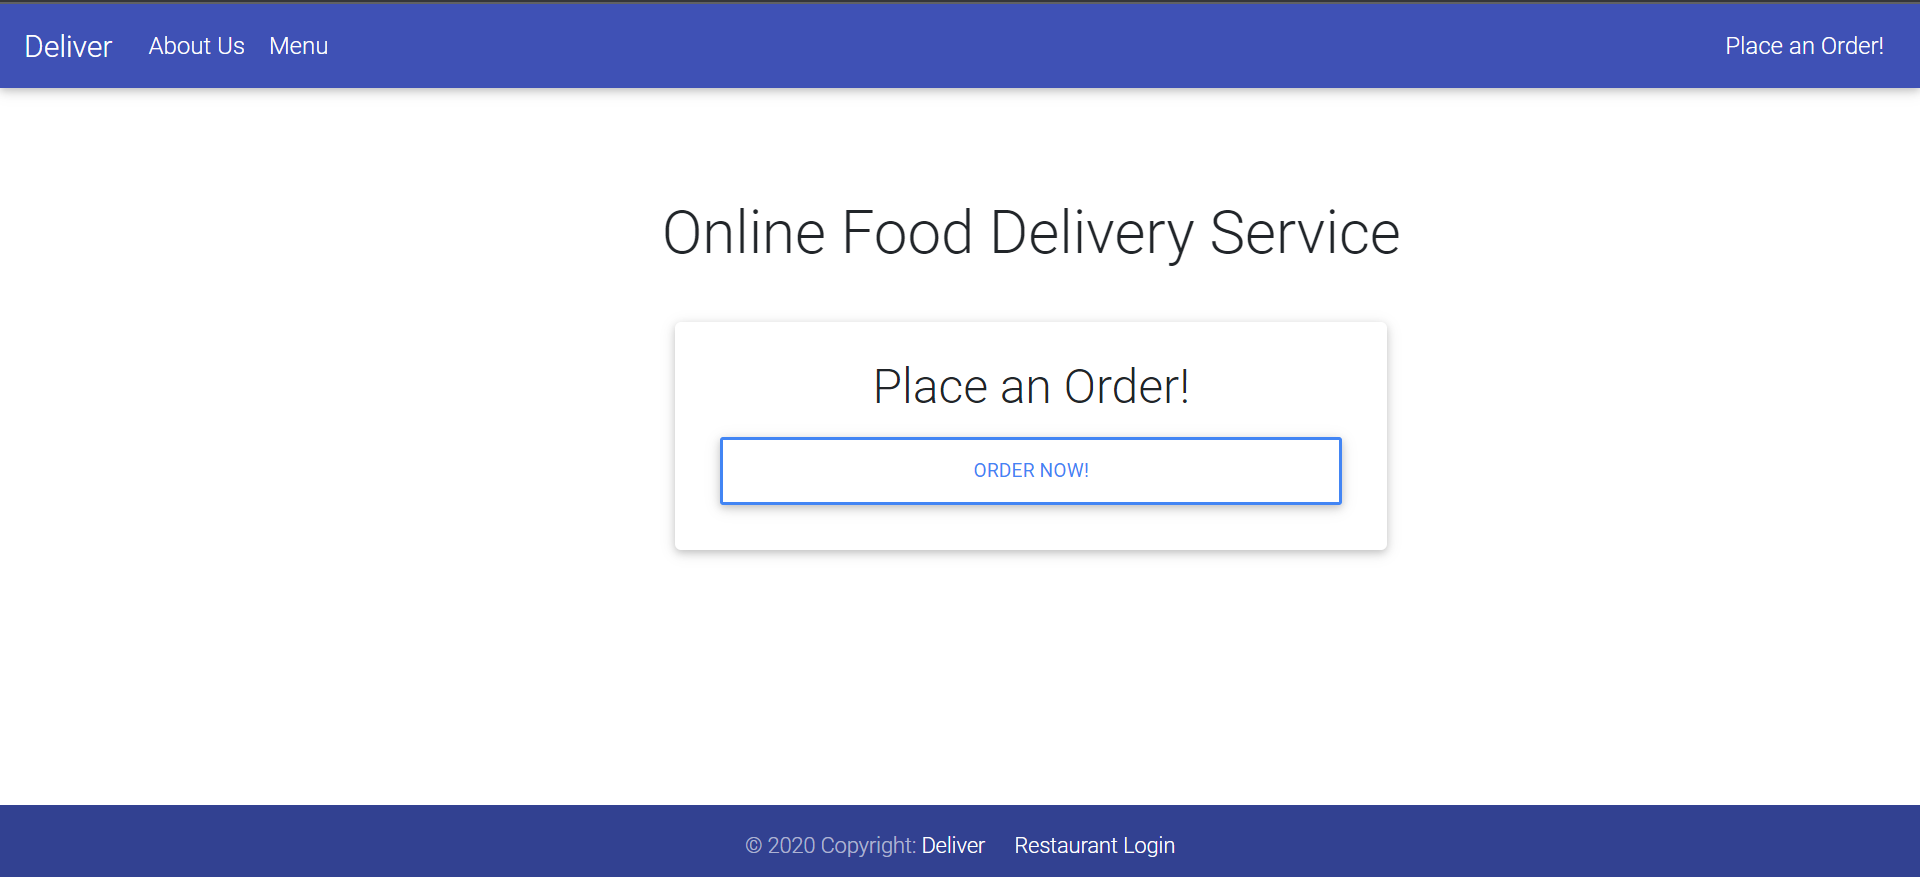 Deliver About Us Menu Place an Order!
Online Food Delivery Service
Place an Order!
ORDER NOW!
© 2020 Copyright: Deliver Restaurant Login